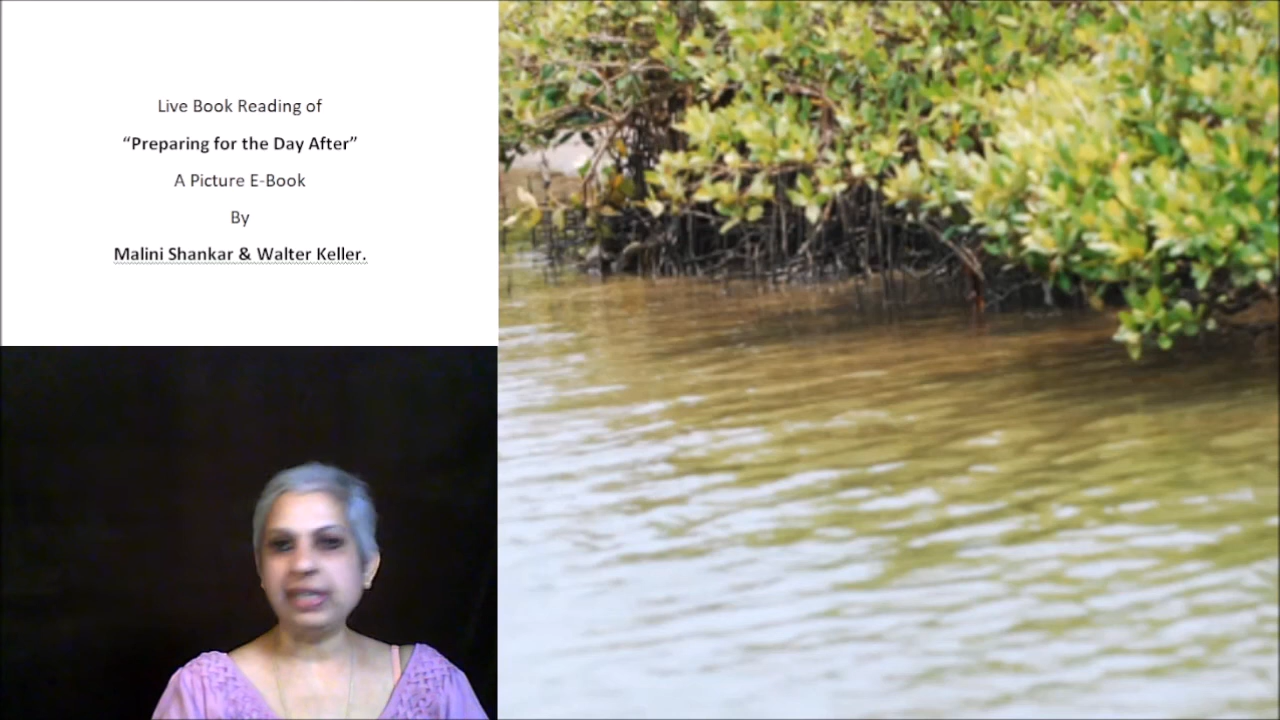 Live Book Reading of
“Preparing for the Day After”
A Picture E-Book
By
Malini Shankar & Walter Keller.